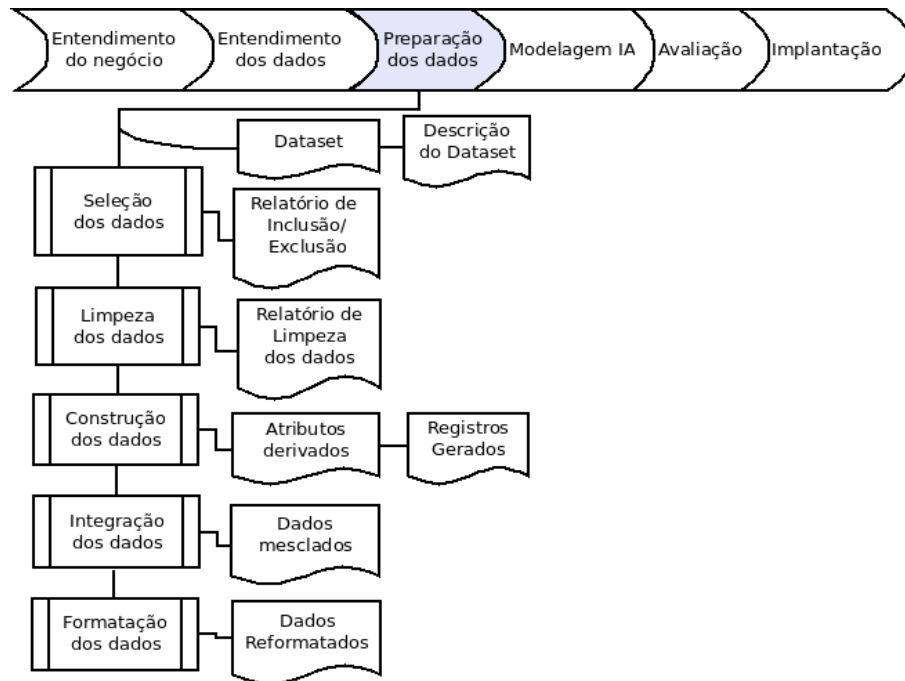 Entendimento
do negócio
Entendimento
dos dados
Preparação
dos dados
Modelagem IA
Avaliação
Implantação
Dataset
Descrição
do Dataset
Seleção
dos dados
Relatório de
Inclusão/
Exclusão
Limpeza
dos dados
Relatório de
Limpeza
dos dados
Construção
dos dados
Atributos
derivados
Registros
Gerados
Integração
dos dados
Dados
mesclados
Formatação
dos dados
Dados
Reformatados